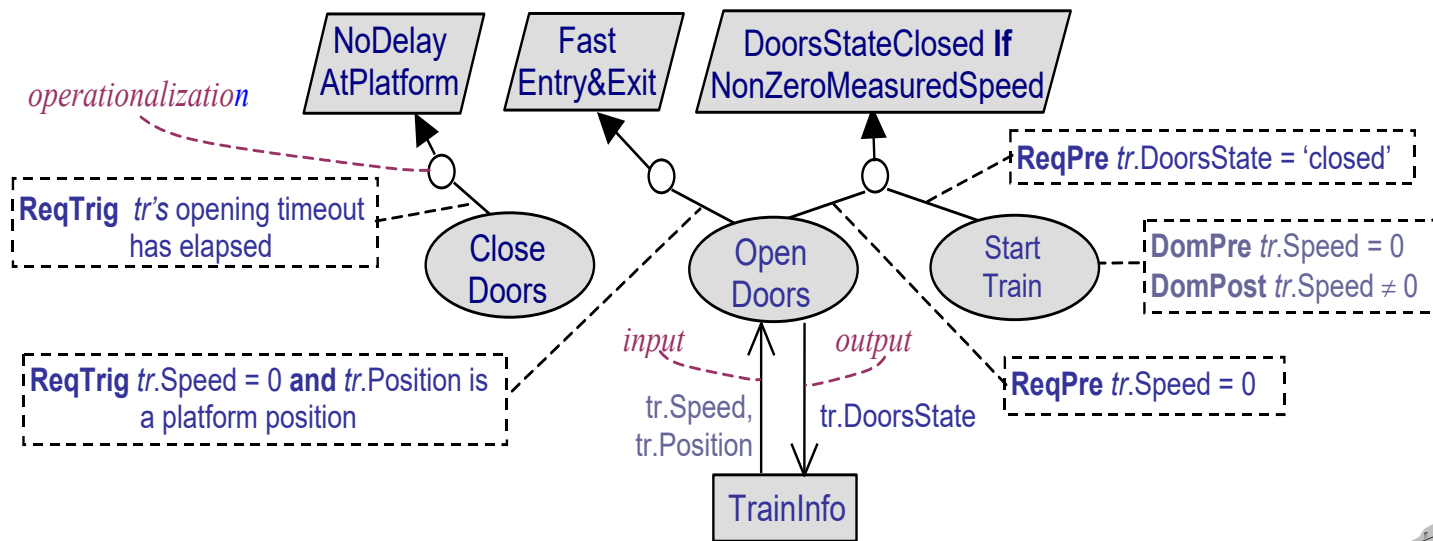 NoDelay
AtPlatform
Fast
Entry&Exit
DoorsStateClosed If
NonZeroMeasuredSpeed
operationalization
ReqPre tr.DoorsState = ‘closed’
ReqTrig tr's opening timeout
has elapsed
Close
Doors
Open
Doors
Start
Train
DomPre tr.Speed = 0
DomPost tr.Speed ≠ 0
input
output
ReqTrig tr.Speed = 0 and tr.Position is
a platform position
ReqPre tr.Speed = 0
tr.Speed,
tr.Position
tr.DoorsState
TrainInfo